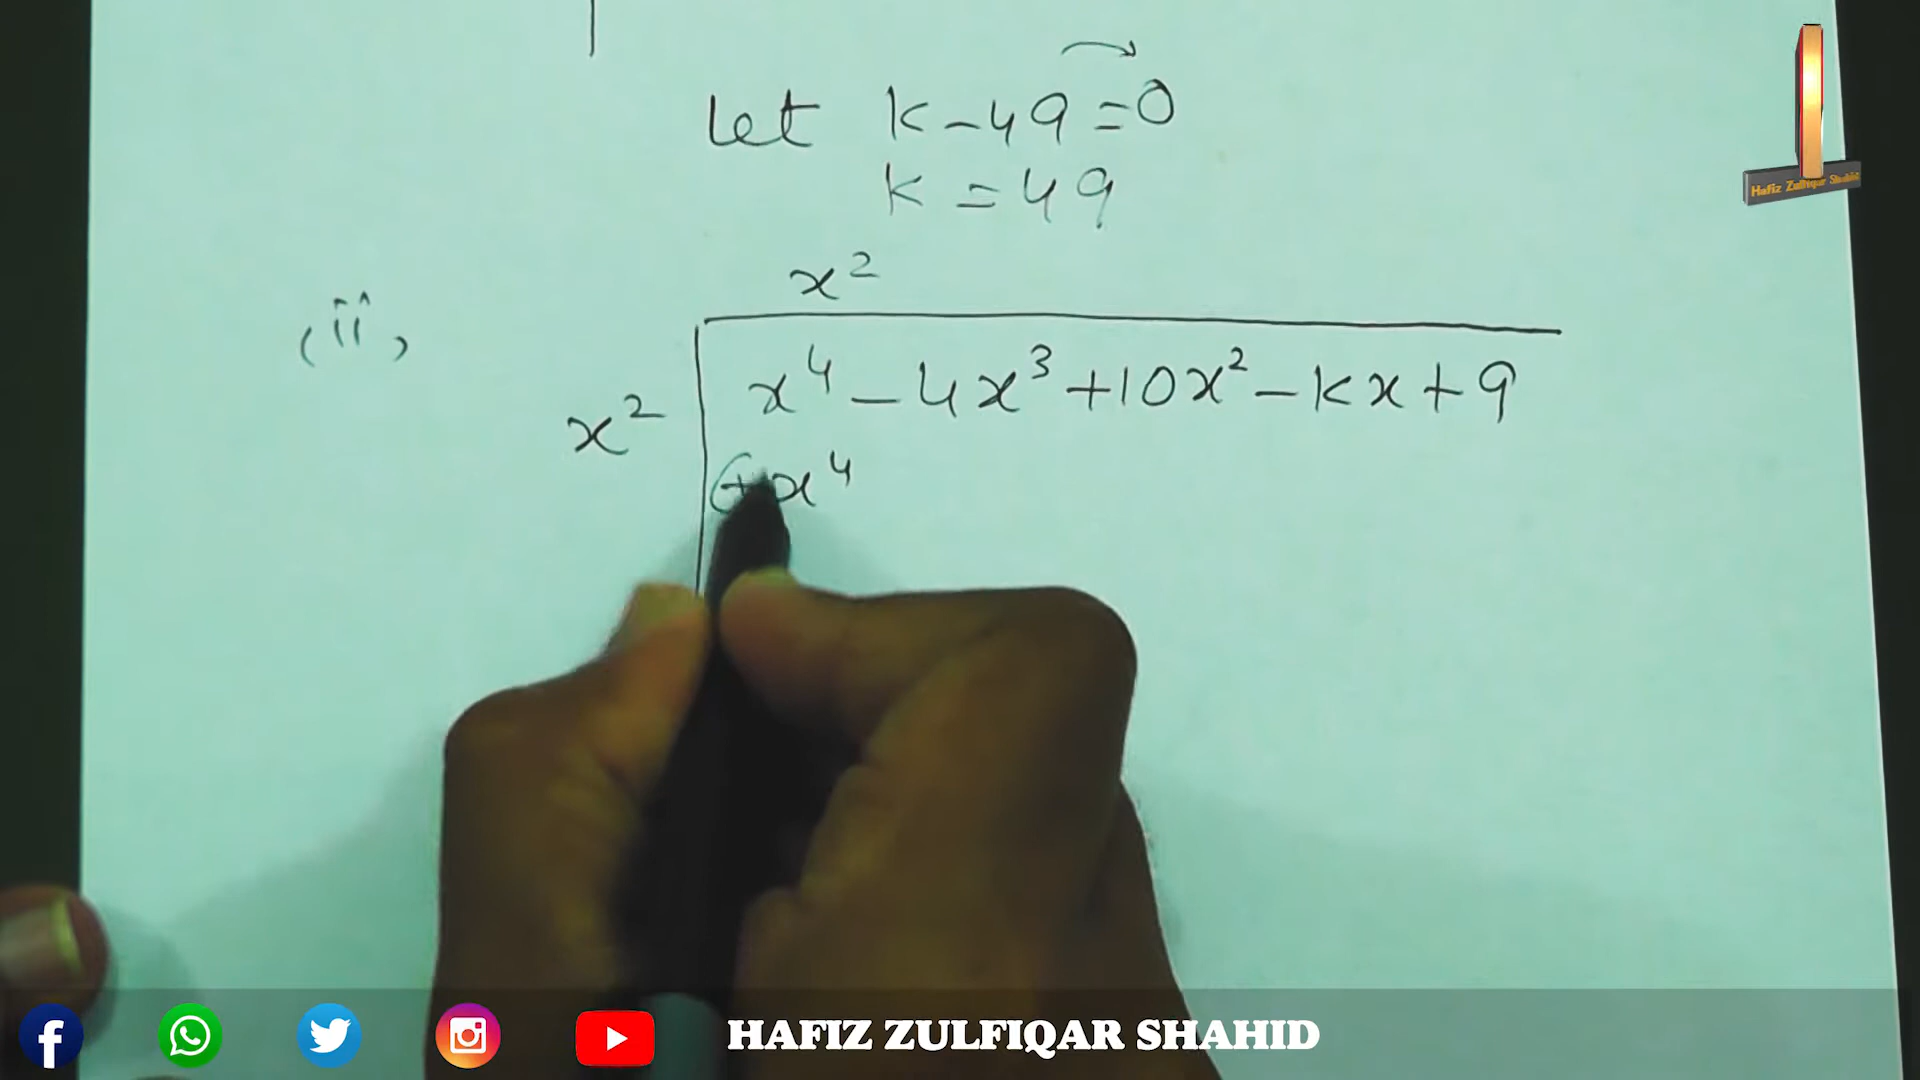 let k-49=0
k=49
x²
(ii)
x⁴-4x³+10x²-kx+9
x²
+x⁴
Hafiz Zulfiqar Shahid
HAFIZ ZULFIQAR SHAHID